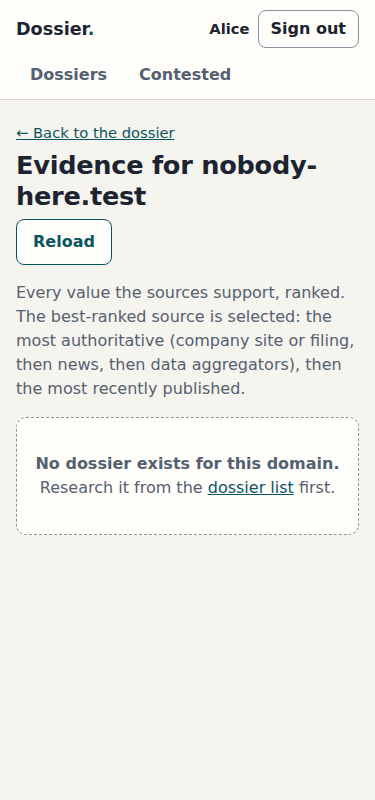 Dossier.
Alice
Sign out
Dossiers
Contested
← Back to the dossier
Evidence for nobody-
here.test
Reload
Every value the sources support, ranked.
The best-ranked source is selected: the
most authoritative (company site or filing,
then news, then data aggregators), then
the most recently published.
No dossier exists for this domain.
Research it from the dossier list first.